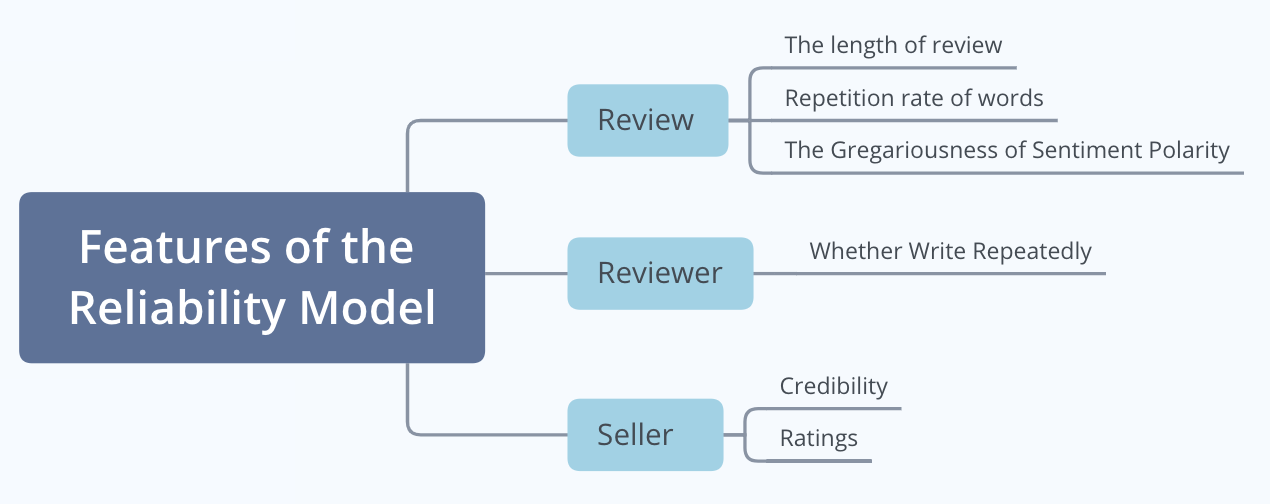 Features of the
Reliability Model
Review
The length of review
Repetition rate of words
The Gregariousness of Sentiment Polarity
Reviewer
Whether Write Repeatedly
Seller
Credibility
Ratings